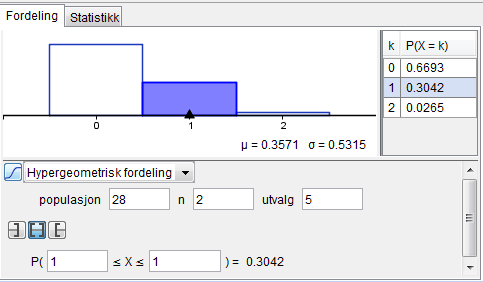 Fordeling Statistikk
k P(X = k)
0 0.6693
1 0.3042
2 0.0265
0 1 2
μ = 0.3571 σ = 0.5315
Hypergeometrisk fordeling
populasjon 28 n 2 utvalg 5
P( 1 ≤ X ≤ 1 ) = 0.3042